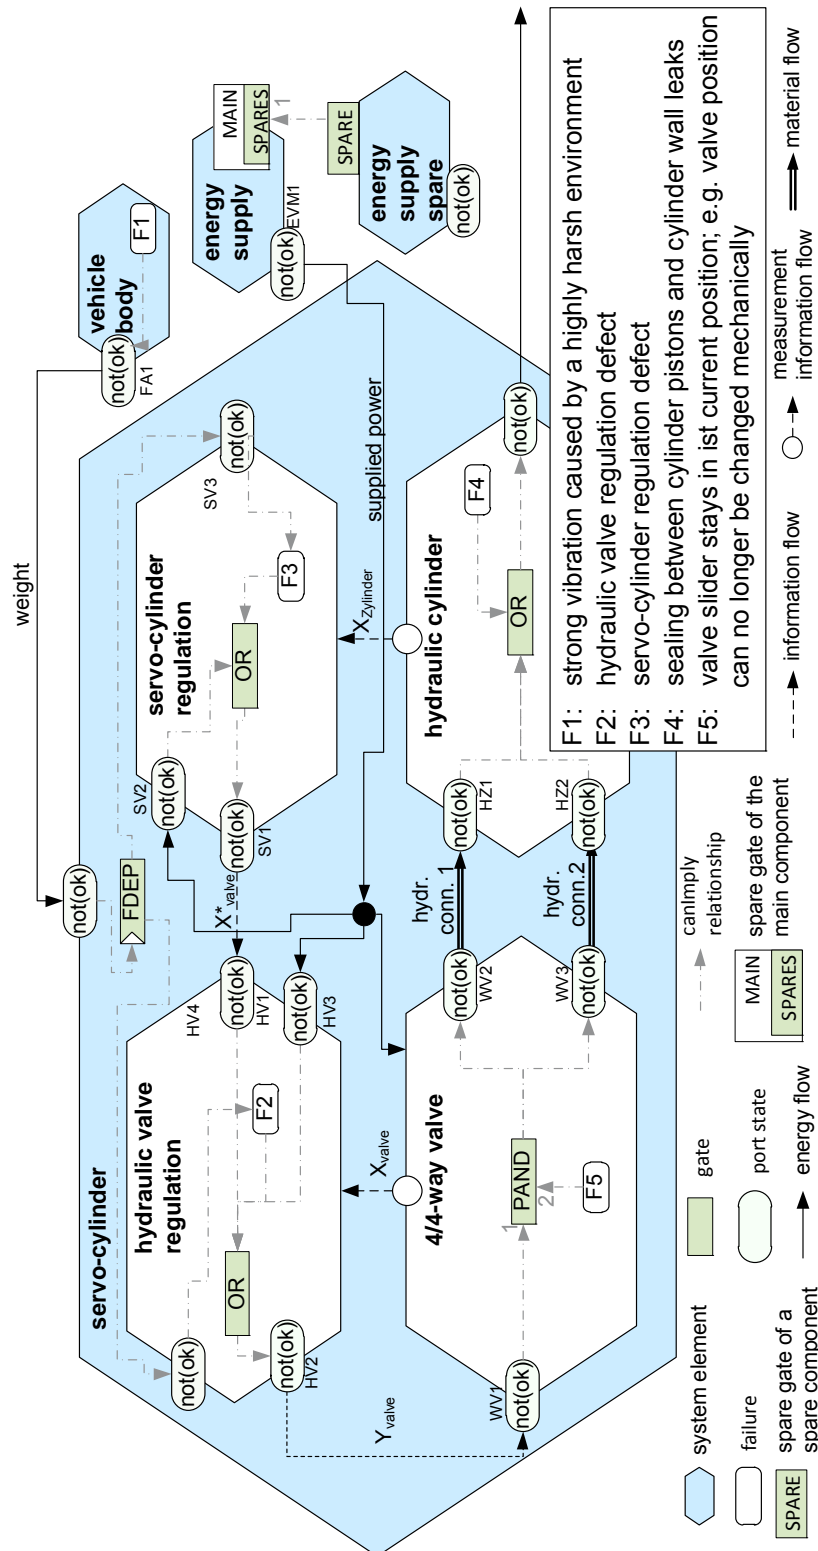 weight
vehicle
body
F1
not(ok)
FA1
energy
supply
MAIN
SPARES
1
not(ok)
EVM1
SPARE
energy
supply
spare
not(ok)
supplied power
servo-cylinder
not(ok)
FDEP
hydraulic valve
regulation
not(ok)
HV4
F2
OR
not(ok)
HV1
not(ok)
HV3
not(ok)
HV2
X*valve
servo-cylinder
regulation
not(ok)
SV3
F3
OR
not(ok)
SV2
not(ok)
SV1
Xvalve
XZylinder
Yvalve
4/4-way valve
not(ok)
WV1
1
2
PAND
F5
not(ok)
WV2
not(ok)
WV3
hydr.
conn. 1
hydr.
conn.2
hydraulic cylinder
not(ok)
HZ1
not(ok)
HZ2
OR
F4
not(ok)
F1: strong vibration caused by a highly harsh environment
F2: hydraulic valve regulation defect
F3: servo-cylinder regulation defect
F4: sealing between cylinder pistons and cylinder wall leaks
F5: valve slider stays in ist current position; e.g. valve position
can no longer be changed mechanically
system element
failure
SPARE
spare gate of a
spare component
gate
port state
energy flow
canImply
relationship
MAIN
SPARES
spare gate of the
main component
information flow
measurement
information flow
material flow